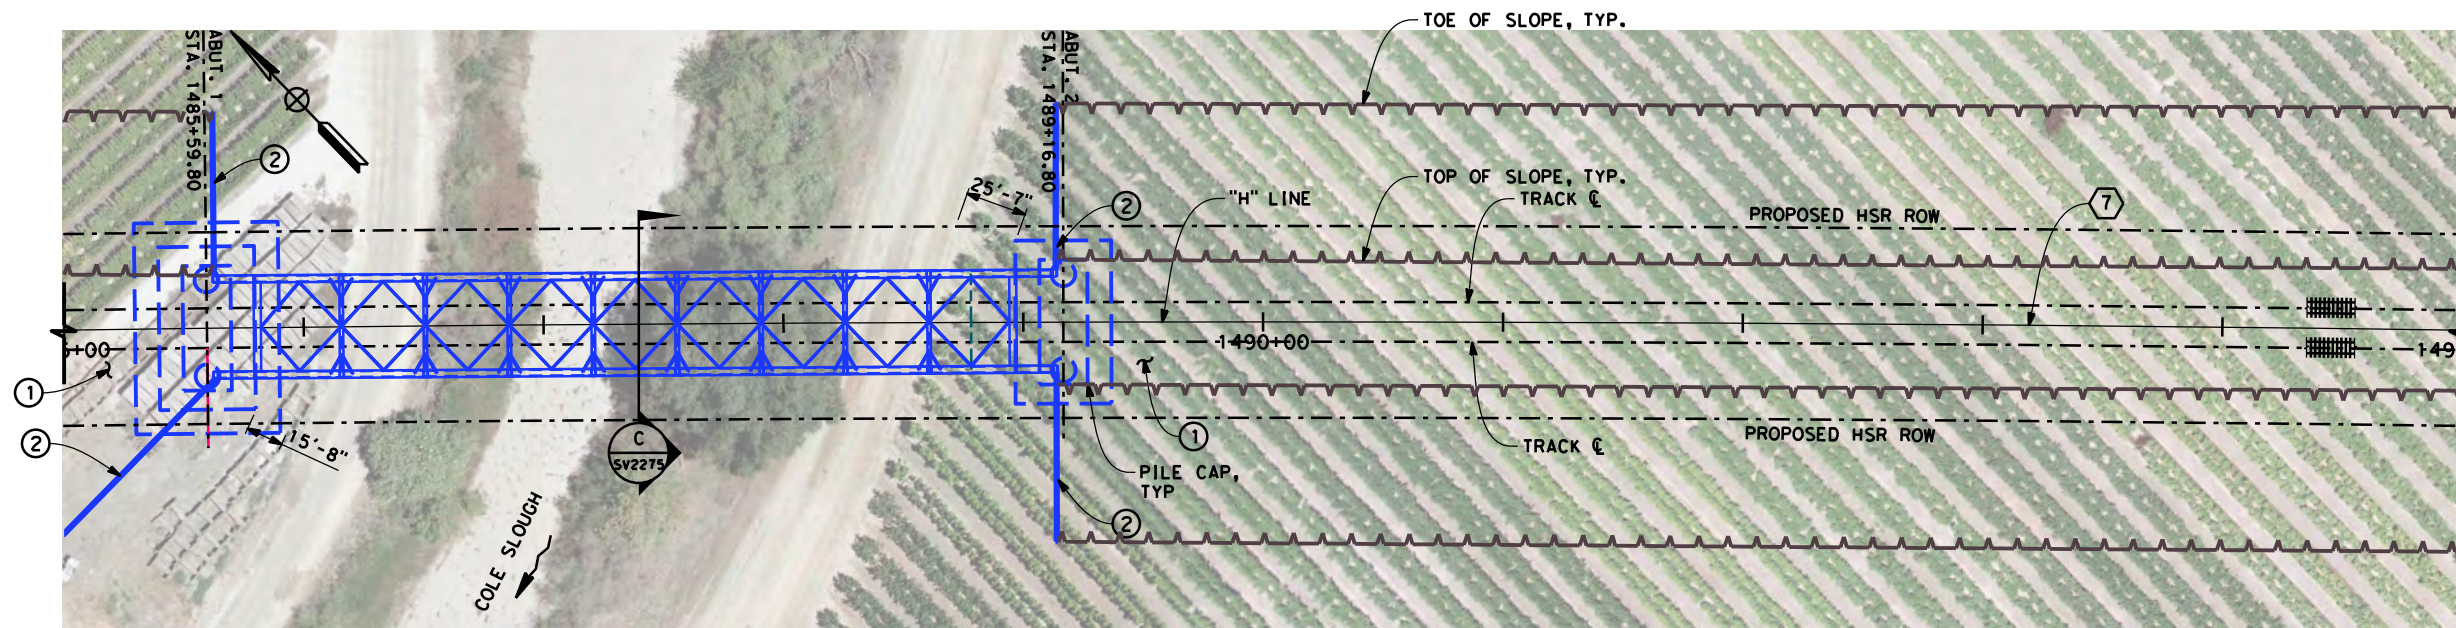 TOE OF SLOPE, TYP.
ABUT. 1
STA. 1485+59.80
ABUT. 2
STA. 1489+16.80
2
25'-7"
2
"H" LINE
TOP OF SLOPE, TYP.
TRACK ℄
PROPOSED HSR ROW
7
+00
1490+00
149
1
2
15'-8"
C
SV2275
1
PILE CAP,
TYP
TRACK ℄
PROPOSED HSR ROW
2
COLE SLOUGH